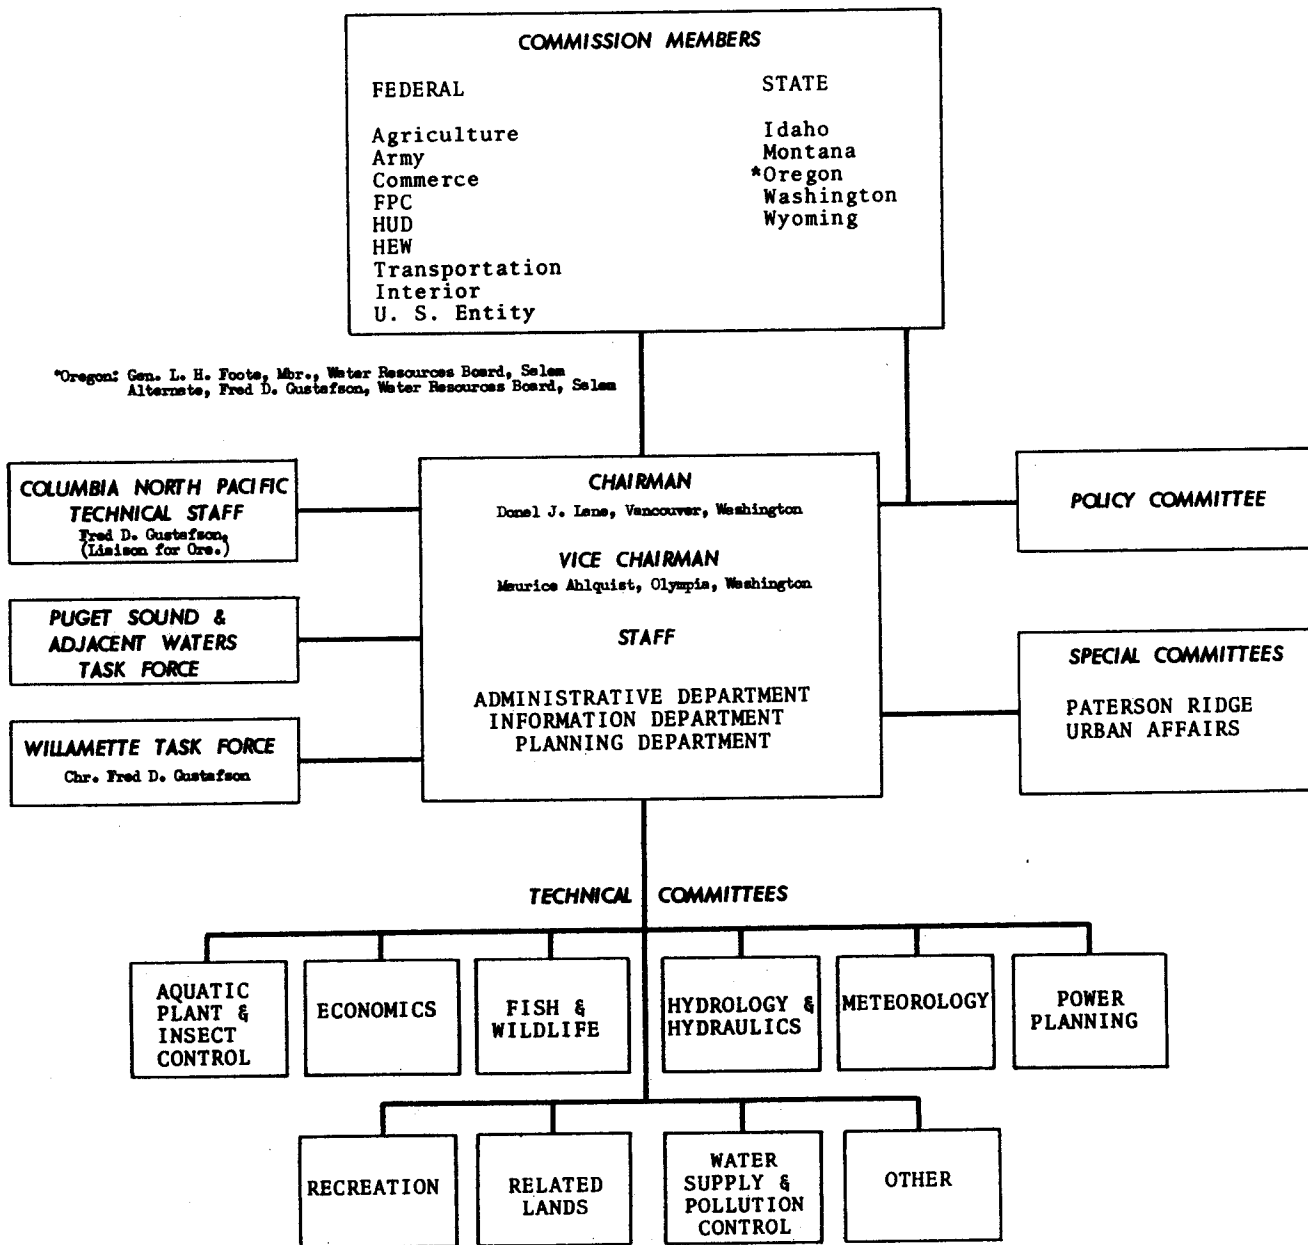 COMMISSION MEMBERS
FEDERAL
Agriculture
Army
Commerce
FPC
HUD
HEW
Transportation
Interior
U. S. Entity
STATE
Idaho
Montana
*Oregon
Washington
Wyoming
*Oregon: Gen. L. H. Foote, Mbr., Water Resources Board, Salem
Alternate, Fred D. Gustafson, Water Resources Board, Salem
COLUMBIA NORTH PACIFIC
TECHNICAL STAFF
Fred D. Gustafson,
(Liaison for Ore.)
PUGET SOUND &
ADJACENT WATERS
TASK FORCE
WILLAMETTE TASK FORCE
Chr. Fred D. Gustafson
CHAIRMAN
Donel J. Lane, Vancouver, Washington
VICE CHAIRMAN
Maurice Ahlquist, Olympia, Washington
STAFF
ADMINISTRATIVE DEPARTMENT
INFORMATION DEPARTMENT
PLANNING DEPARTMENT
POLICY COMMITTEE
SPECIAL COMMITTEES
PATERSON RIDGE
URBAN AFFAIRS
TECHNICAL COMMITTEES
AQUATIC
PLANT &
INSECT
CONTROL
ECONOMICS
FISH &
WILDLIFE
HYDROLOGY &
HYDRAULICS
METEOROLOGY
POWER
PLANNING
RECREATION
RELATED
LANDS
WATER
SUPPLY &
POLLUTION
CONTROL
OTHER